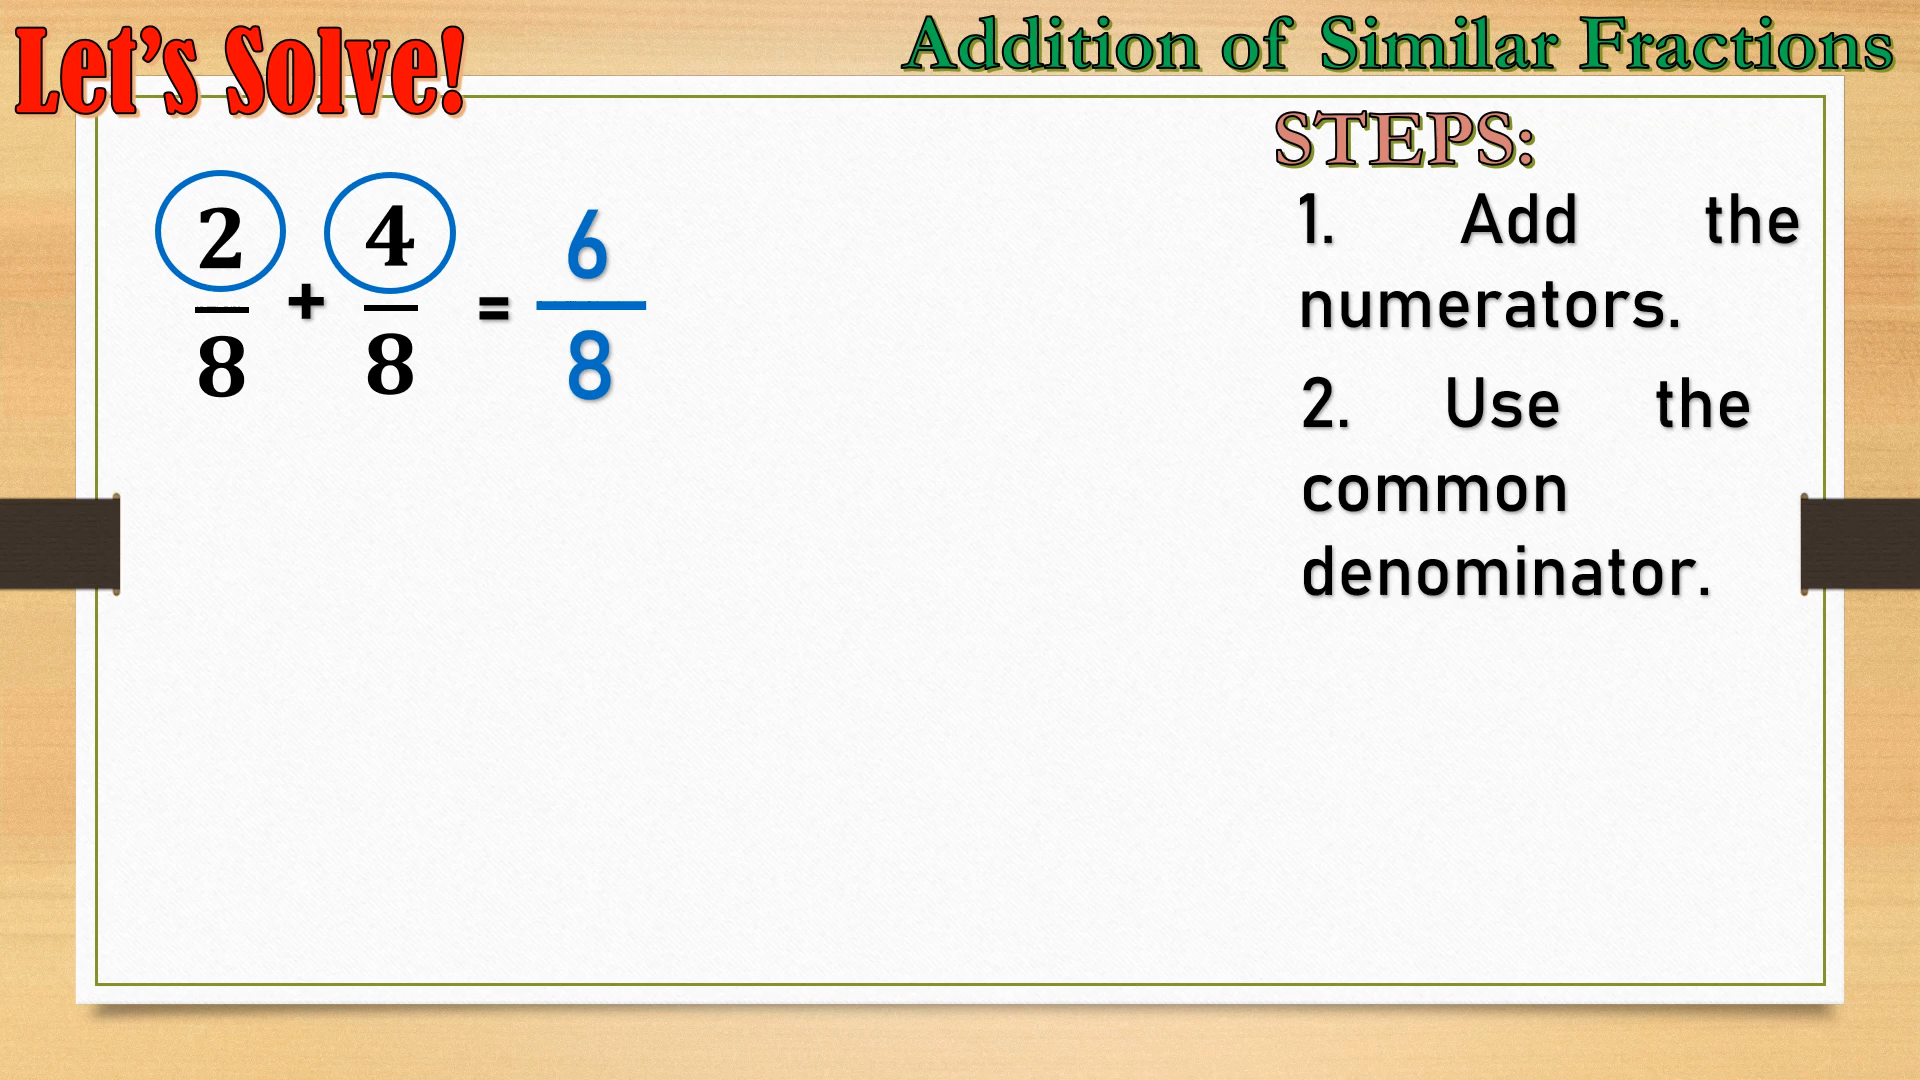 Let's Solve!
Addition of Similar Fractions
2/8 + 4/8 = 6/8
STEPS:
1. Add the
numerators.
2. Use the
common
denominator.